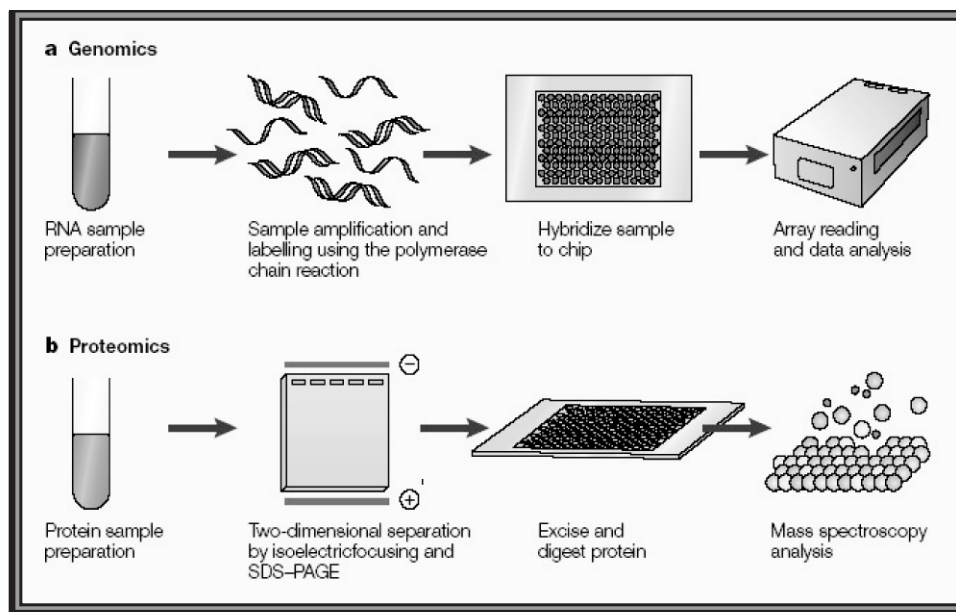 a Genomics
RNA sample
preparation
Sample amplification and
labelling using the polymerase
chain reaction
Hybridize sample
to chip
Array reading
and data analysis
b Proteomics
−
+
Protein sample
preparation
Two-dimensional separation
by isoelectricfocusing and
SDS–PAGE
Excise and
digest protein
Mass spectroscopy
analysis